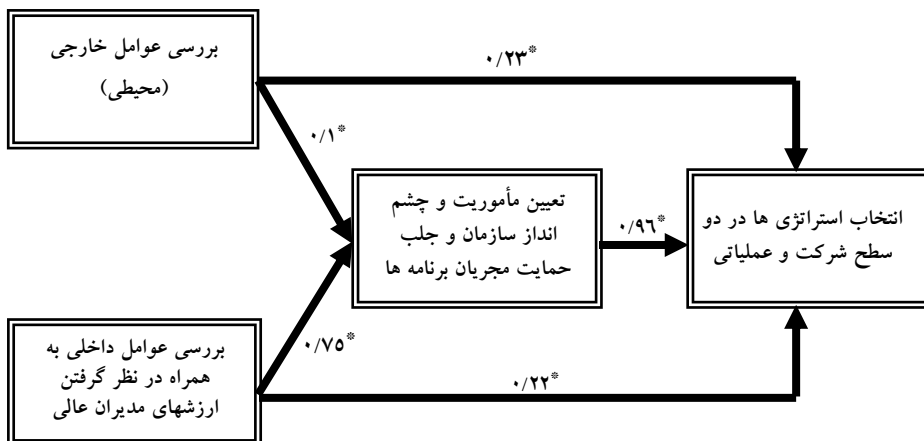 بررسی عوامل خارجی
(محیطی)
۰/۲۳*
۰/۱*
تعیین مأموریت و چشم
انداز سازمان و جلب
حمایت مجریان برنامه ها
۰/۹۶*
انتخاب استراتژی ها در دو
سطح شرکت و عملیاتی
۰/۷۵*
بررسی عوامل داخلی به
همراه در نظر گرفتن
ارزشهای مدیران عالی
۰/۲۲*